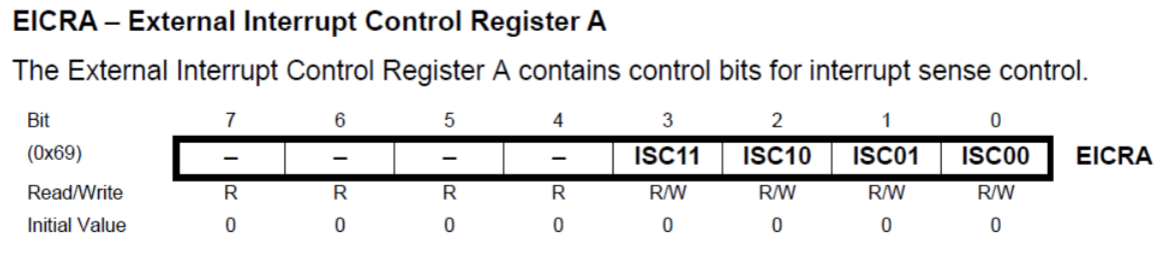 EICRA – External Interrupt Control Register A
The External Interrupt Control Register A contains control bits for interrupt sense control.
Bit 7 6 5 4 3 2 1 0
(0x69) – – – – ISC11 ISC10 ISC01 ISC00 EICRA
Read/Write R R R R R/W R/W R/W R/W
Initial Value 0 0 0 0 0 0 0 0